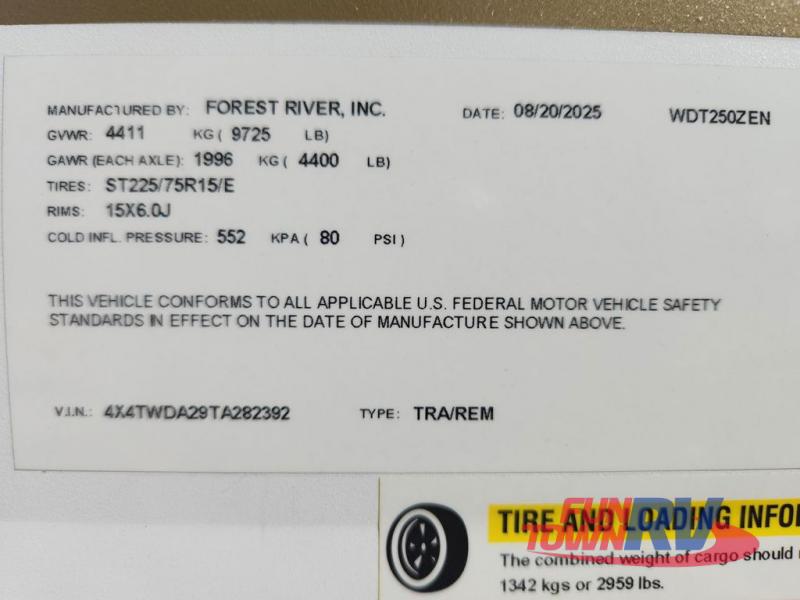 MANUFACTURED BY: FOREST RIVER, INC. DATE: 08/20/2025 WDT250ZEN
GVWR: 4411 KG ( 9725 LB)
GAWR (EACH AXLE): 1996 KG ( 4400 LB)
TIRES: ST225/75R15/E
RIMS: 15X6.0J
COLD INFL. PRESSURE: 552 KPA ( 80 PSI )
THIS VEHICLE CONFORMS TO ALL APPLICABLE U.S. FEDERAL MOTOR VEHICLE SAFETY
STANDARDS IN EFFECT ON THE DATE OF MANUFACTURE SHOWN ABOVE.
V.I.N.: 4X4TWDA29TA282392 TYPE: TRA/REM
TIRE AND LOADING INFO
FUN TOWN RV
The combined weight of cargo should
1342 kgs or 2959 lbs.